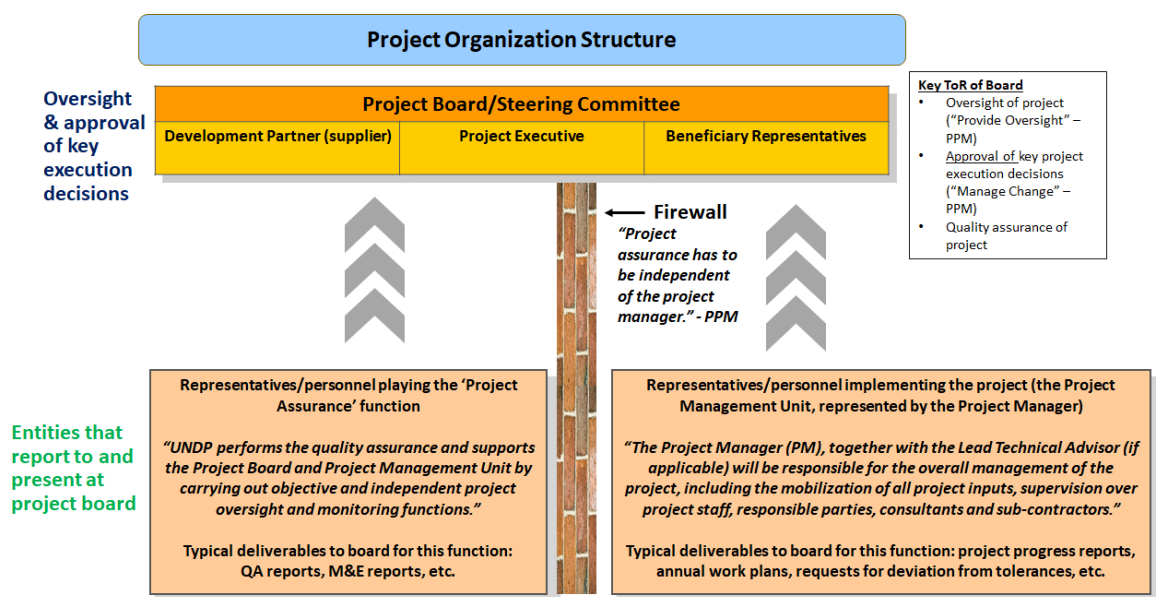 Project Organization Structure
Oversight
& approval
of key
execution
decisions
Project Board/Steering Committee
Development Partner (supplier)
Project Executive
Beneficiary Representatives
Key ToR of Board
• Oversight of project
(“Provide Oversight” –
PPM)
• Approval of key project
execution decisions
(“Manage Change” –
PPM)
• Quality assurance of
project
Firewall
“Project
assurance has to
be independent
of the project
manager.” - PPM
Entities that
report to and
present at
project board
Representatives/personnel playing the ‘Project
Assurance’ function
“UNDP performs the quality assurance and supports
the Project Board and Project Management Unit by
carrying out objective and independent project
oversight and monitoring functions.”
Typical deliverables to board for this function:
QA reports, M&E reports, etc.
Representatives/personnel implementing the project (the Project
Management Unit, represented by the Project Manager)
“The Project Manager (PM), together with the Lead Technical Advisor (if
applicable) will be responsible for the overall management of the
project, including the mobilization of all project inputs, supervision over
project staff, responsible parties, consultants and sub-contractors.”
Typical deliverables to board for this function: project progress reports,
annual work plans, requests for deviation from tolerances, etc.